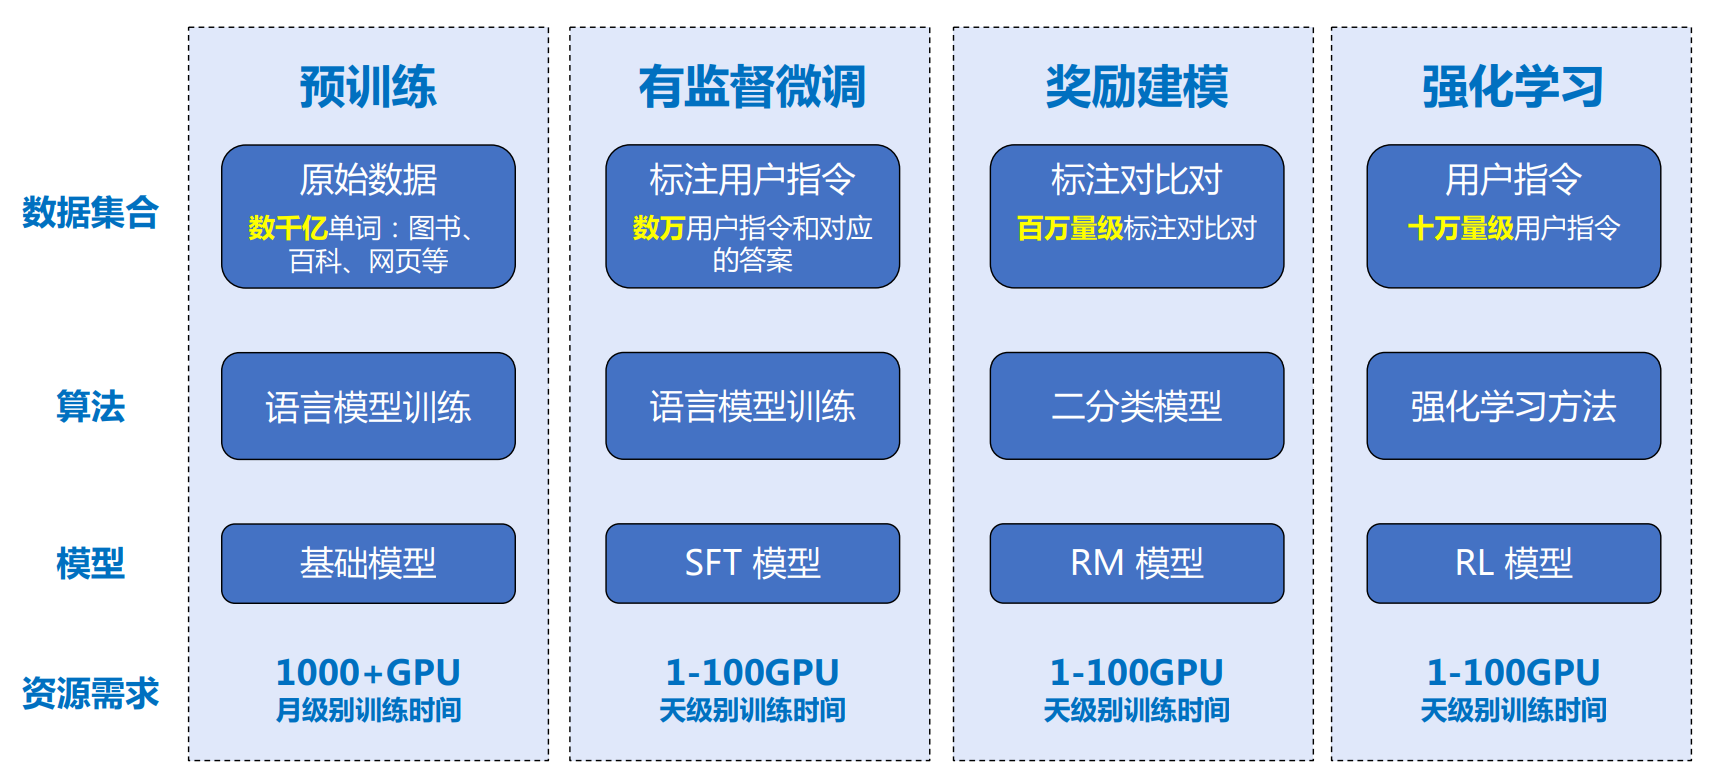 预训练
有监督微调
奖励建模
强化学习
数据集合
原始数据
数千亿单词：图书、
百科、网页等
标注用户指令
数万用户指令和对应
的答案
标注对比对
百万量级标注对比对
用户指令
十万量级用户指令
算法
语言模型训练
语言模型训练
二分类模型
强化学习方法
模型
基础模型
SFT 模型
RM 模型
RL 模型
资源需求
1000+GPU
月级别训练时间
1-100GPU
天级别训练时间
1-100GPU
天级别训练时间
1-100GPU
天级别训练时间